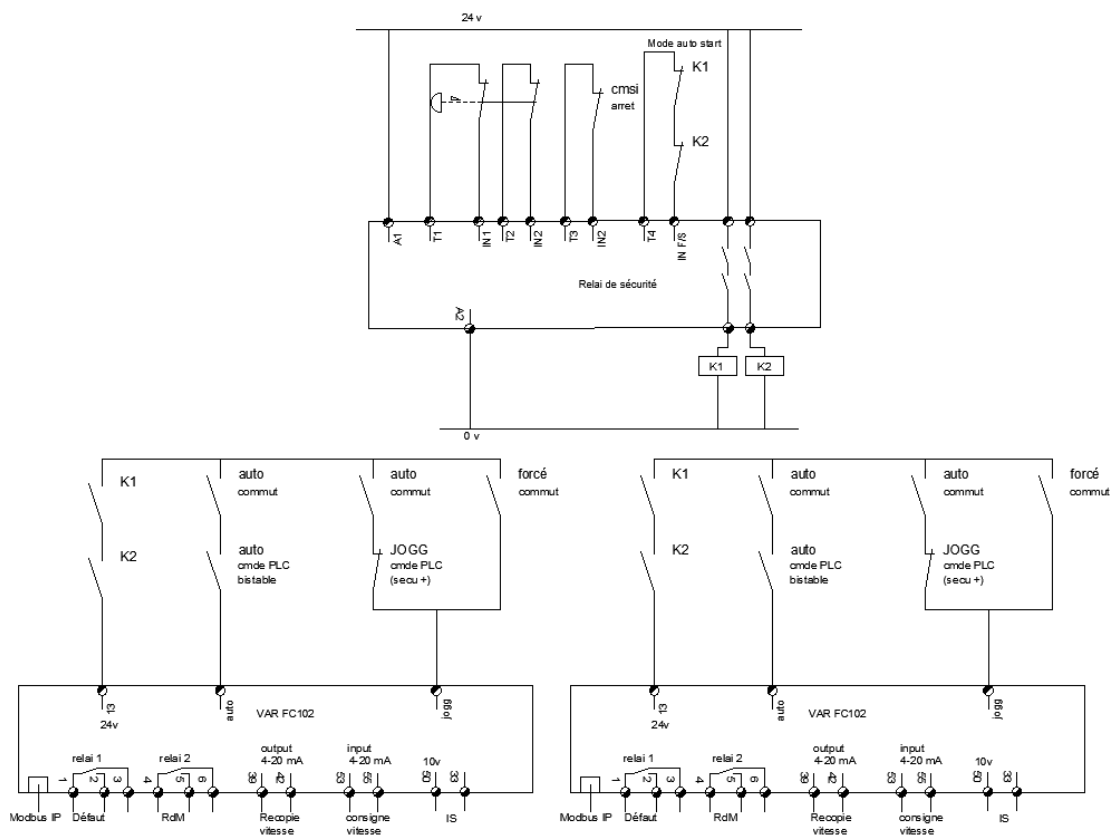 24 v
Mode auto start
K1
cmsi
arret
K2
A1
T1
IN1
T2
IN2
T3
IN2
T4
IN F/S
Relai de sécurité
A2
K1
K2
0 v
K1
auto
commut
auto
commut
forcé
commut
K2
auto
cmde PLC
bistable
JOGG
cmde PLC
(secu +)
13
24v
auto
VAR FC102
jogg
relai 1
relai 2
output
4-20 mA
input
4-20 mA
10v
1
2
3
4
5
6
39
42
53
55
50
33
Modbus IP
Défaut
RdM
Recopie
vitesse
consigne
vitesse
IS
K1
auto
commut
auto
commut
forcé
commut
K2
auto
cmde PLC
bistable
JOGG
cmde PLC
(secu +)
13
24v
auto
VAR FC102
jogg
relai 1
relai 2
output
4-20 mA
input
4-20 mA
10v
1
2
3
4
5
6
39
42
53
55
50
33
Modbus IP
Défaut
RdM
Recopie
vitesse
consigne
vitesse
IS